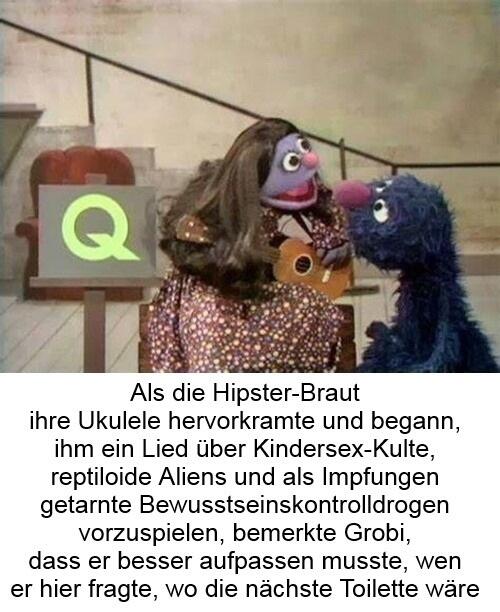 Q
Als die Hipster-Braut
ihre Ukulele hervorkramte und begann,
ihm ein Lied über Kindersex-Kulte,
reptiloide Aliens und als Impfungen
getarnte Bewusstseinskontrolldrogen
vorzuspielen, bemerkte Grobi,
dass er besser aufpassen musste, wen
er hier fragte, wo die nächste Toilette wäre